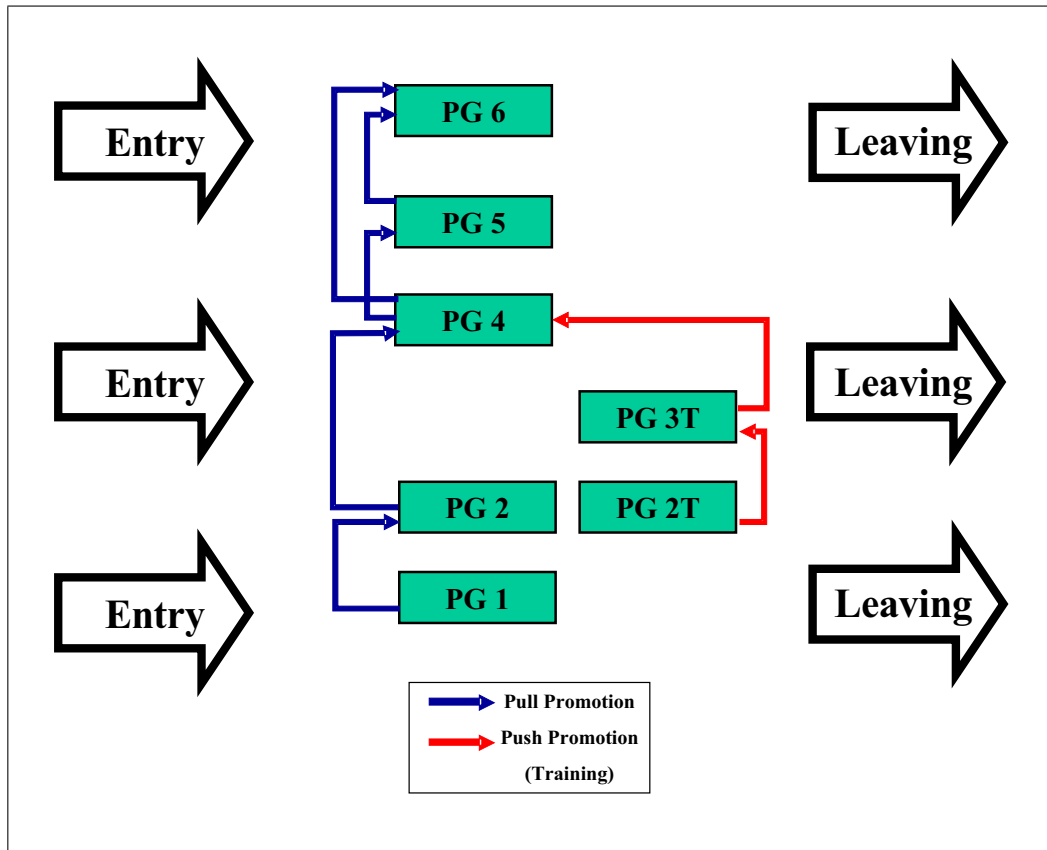 PG 6
Entry
Leaving
PG 5
PG 4
Entry
Leaving
PG 3T
PG 2
PG 2T
PG 1
Entry
Leaving
Pull Promotion
Push Promotion
(Training)